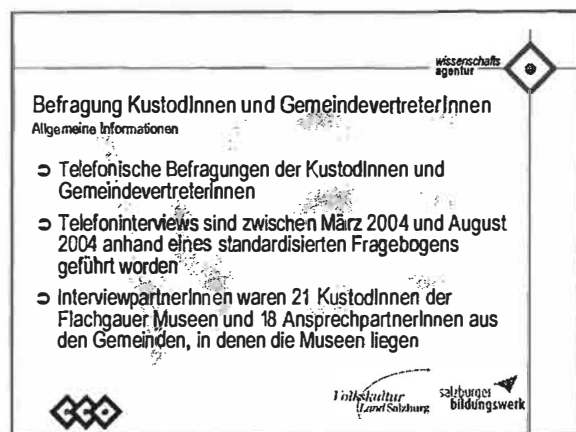 wissenschafts
agentur
Befragung KustodInnen und GemeindevertreterInnen
Allgemeine Informationen
➲ Telefonische Befragungen der KustodInnen und
GemeindevertreterInnen
➲ Telefoninterviews sind zwischen März 2004 und August
2004 anhand eines standardisierten Fragebogens
geführt worden
➲ InterviewpartnerInnen waren 21 KustodInnen der
Flachgauer Museen und 18 AnsprechpartnerInnen aus
den Gemeinden, in denen die Museen liegen
Volkskultur
Land Salzburg
salzburger
bildungswerk